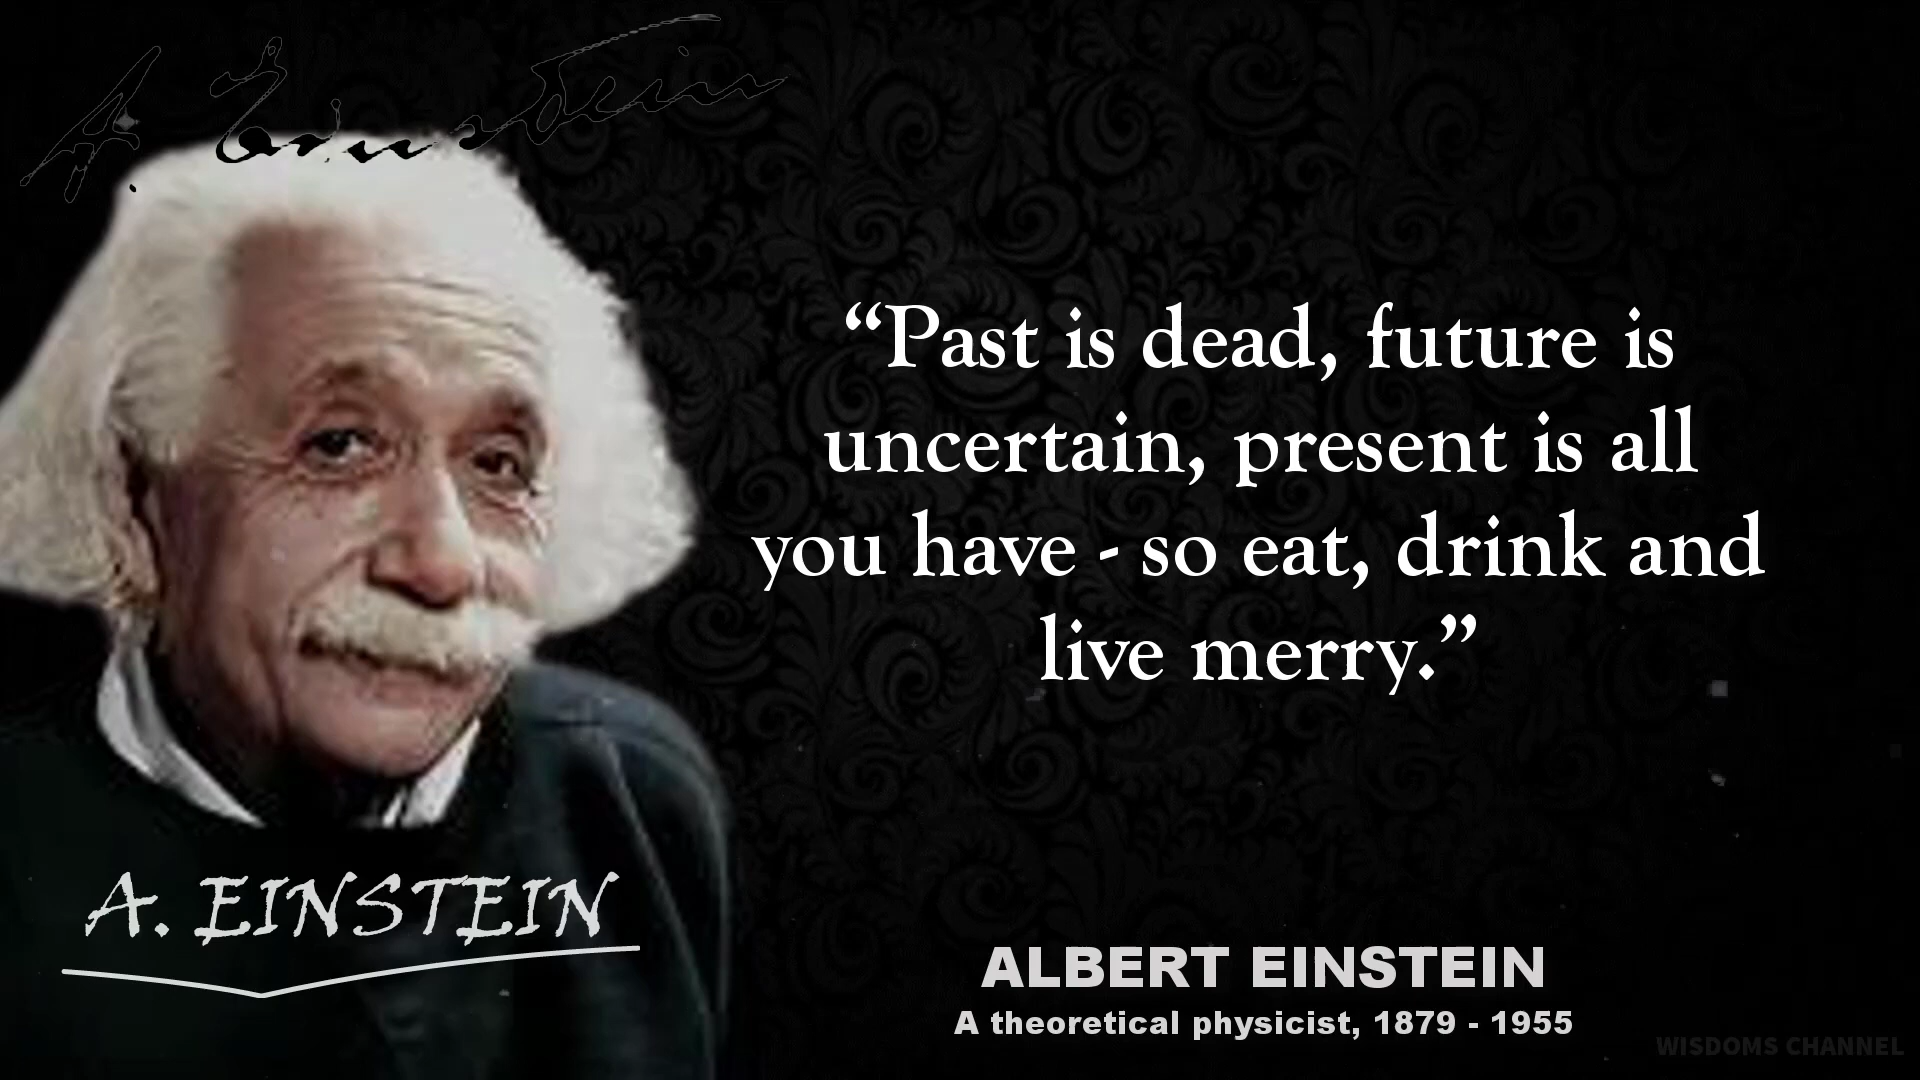 A. Einstein
“Past is dead, future is
uncertain, present is all
you have - so eat, drink and
live merry.”
A. EINSTEIN
ALBERT EINSTEIN
A theoretical physicist, 1879 - 1955
WISDOMS CHANNEL